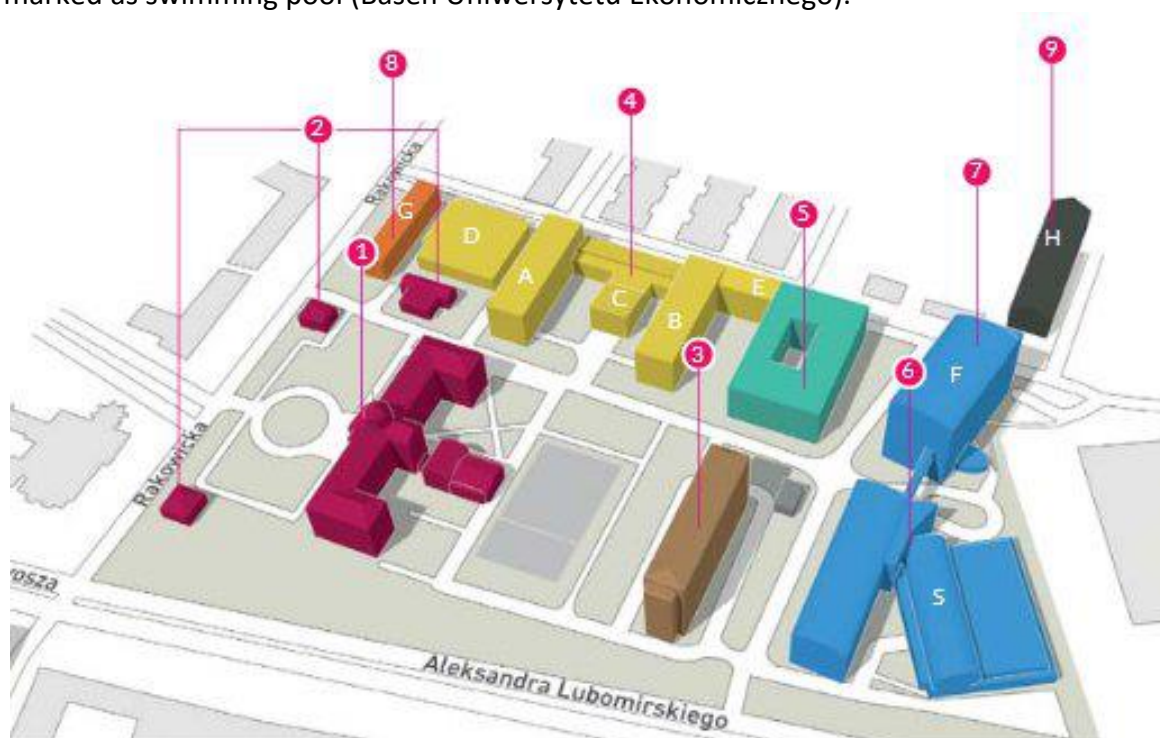 marked as swimming pool (Basen Uniwersytetu Ekonomicznego).
9
8
4
2
Rakowicka
7
G
5
D
H
1
A
E
C
B
3
F
6
Rakowicka
S
rosza
Aleksandra Lubomirskiego